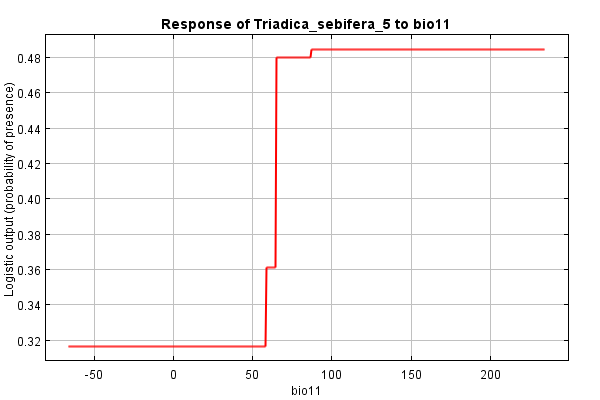 Response of Triadica_sebifera_5 to bio11
Logistic output (probability of presence)
0.48
0.46
0.44
0.42
0.40
0.38
0.36
0.34
0.32
-50 0 50 100 150 200
bio11